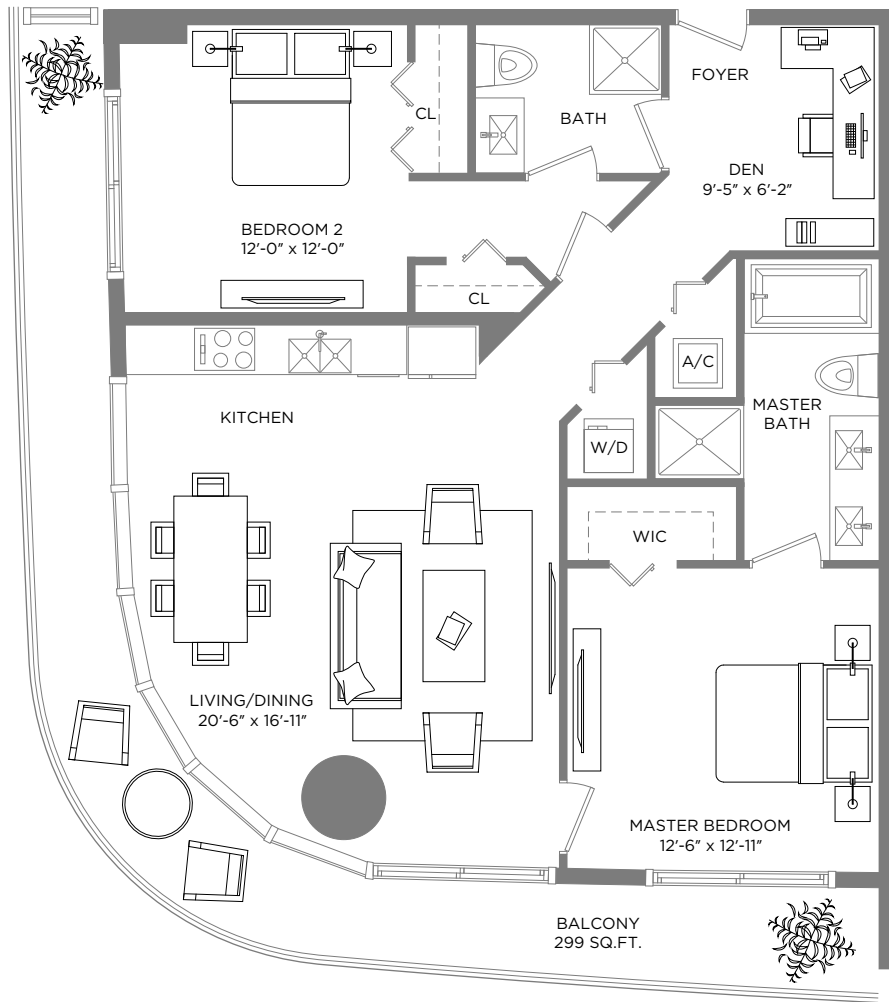 FOYER
CL
BATH
DEN
9'-5" x 6'-2"
BEDROOM 2
12'-0" x 12'-0"
CL
A/C
KITCHEN
MASTER
BATH
W/D
WIC
LIVING/DINING
20'-6" x 16'-11"
MASTER BEDROOM
12'-6" x 12'-11"
BALCONY
299 SQ.FT.